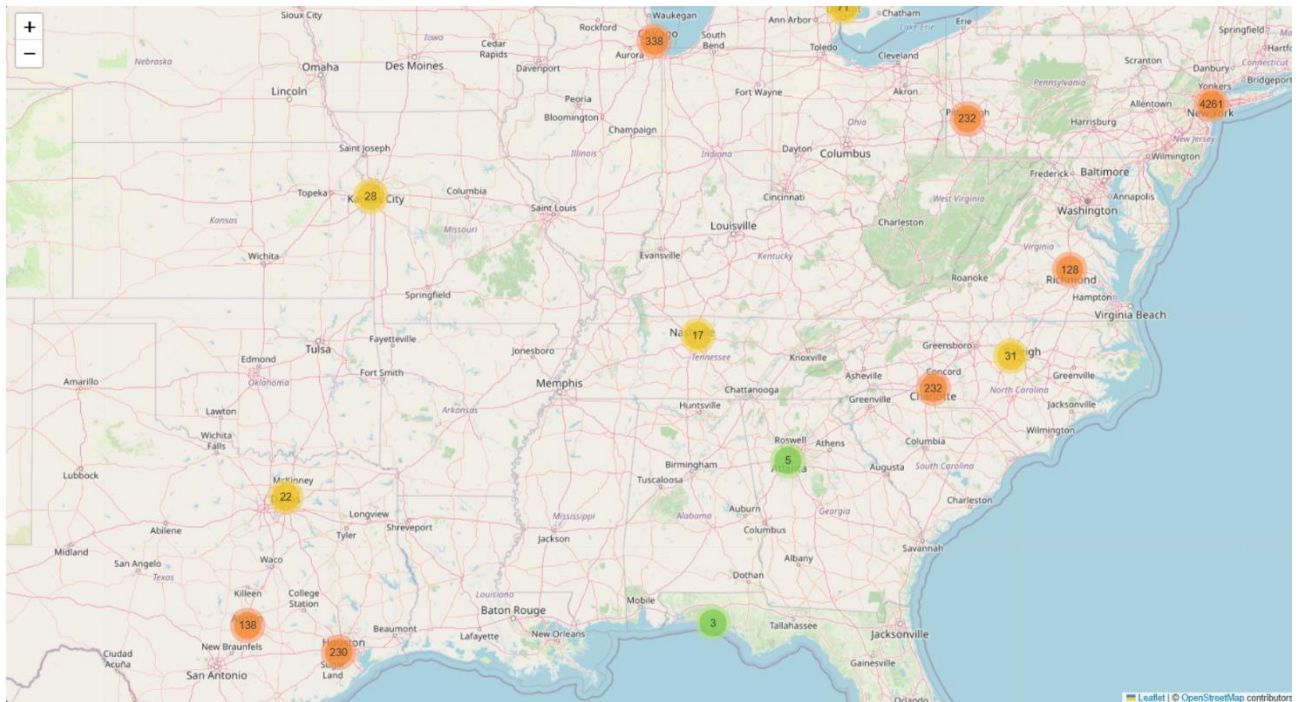 +
−
Sioux City
Waukegan
Ann Arbor
71
Chatham
Erie
Springfield
Rockford
338
Iowa
Cedar
Rapids
South
Bend
Lake Erie
Aurora
Toledo
Cleveland
Scranton
Danbury
Connecticut
Nebraska
Omaha
Des Moines
Davenport
Yonkers
Bridgeport
Lincoln
Fort Wayne
Akron
Pennsylvania
Peoria
Allentown
4261
Bloomington
232
Harrisburg
New York
Champaign
Ohio
New Jersey
Saint Joseph
Illinois
Indiana
Dayton
Columbus
Wilmington
Frederick
Baltimore
Topeka
28
Columbia
Cincinnati
Annapolis
West Virginia
Saint Louis
Washington
Kansas
Missouri
Louisville
Charleston
Evansville
Kentucky
Virginia
Wichita
128
Richmond
Roanoke
Springfield
Hampton
Virginia Beach
17
Tulsa
Fayetteville
Jonesboro
Tennessee
Knoxville
Greensboro
31
Edmond
Fort Smith
Asheville
Concord
Greenville
Amarillo
Oklahoma
Memphis
Chattanooga
232
North Carolina
Greenville
Huntsville
Jacksonville
Lawton
Arkansas
Wichita
Falls
Roswell
Athens
Columbia
Wilmington
5
Atlanta
Lubbock
Birmingham
Augusta
South Carolina
McKinney
Tuscaloosa
22
Charleston
Longview
Auburn
Abilene
Tyler
Shreveport
Mississippi
Alabama
Georgia
Columbus
Midland
Jackson
Savannah
San Angelo
Waco
Albany
Texas
Dothan
Killeen
College
Station
Louisiana
Mobile
Baton Rouge
138
3
Tallahassee
Beaumont
Lafayette
New Orleans
Jacksonville
New Braunfels
230
Ciudad
Acuña
Sugar
Land
Gainesville
San Antonio
Orlando
Leaflet | © OpenStreetMap contributors